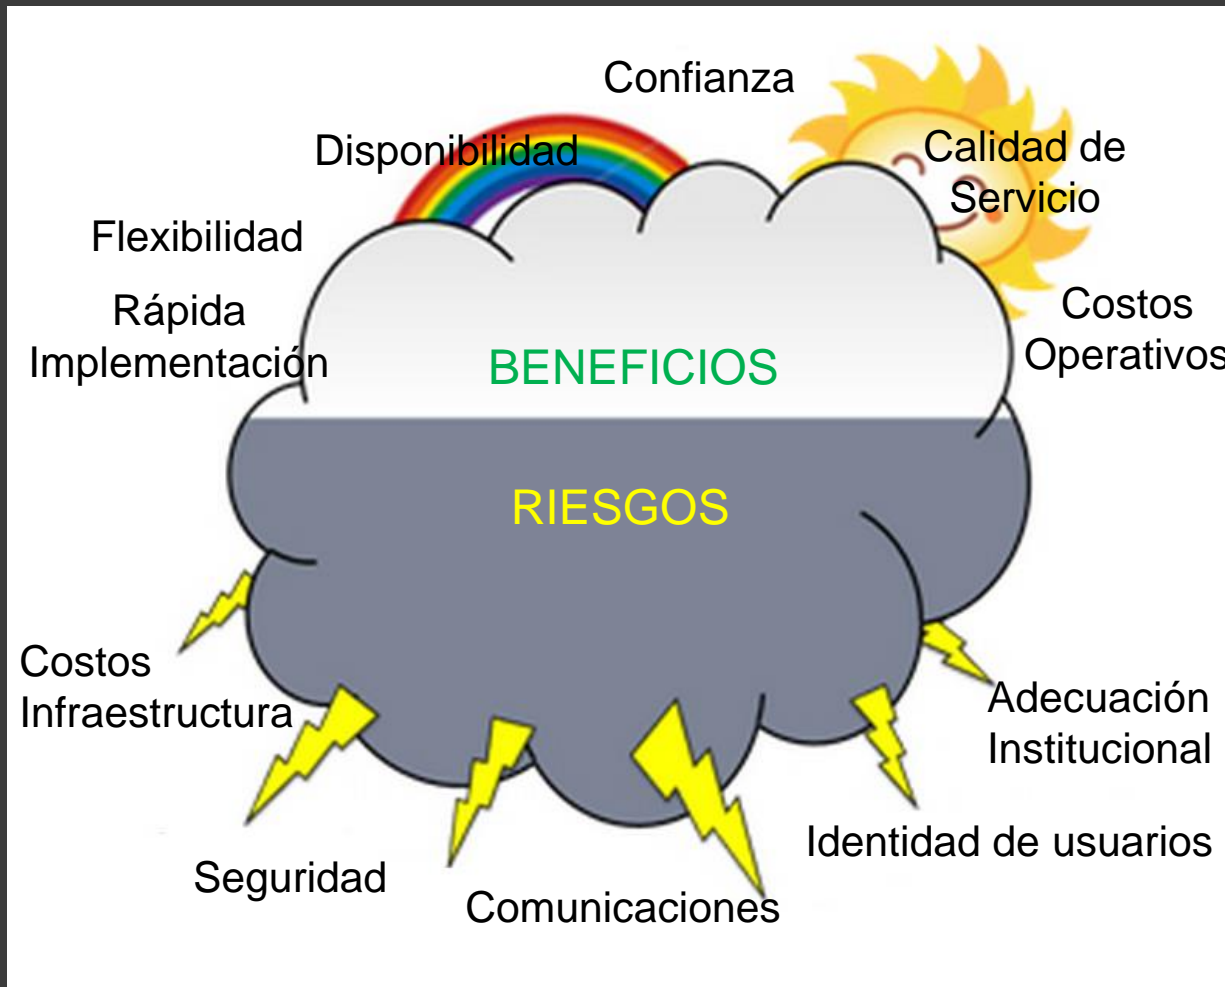 Confianza
Disponibilidad
Calidad de
Servicio
Flexibilidad
Rápida
Implementación
Costos
Operativos
BENEFICIOS
RIESGOS
Costos
Infraestructura
Adecuación
Institucional
Identidad de usuarios
Seguridad
Comunicaciones